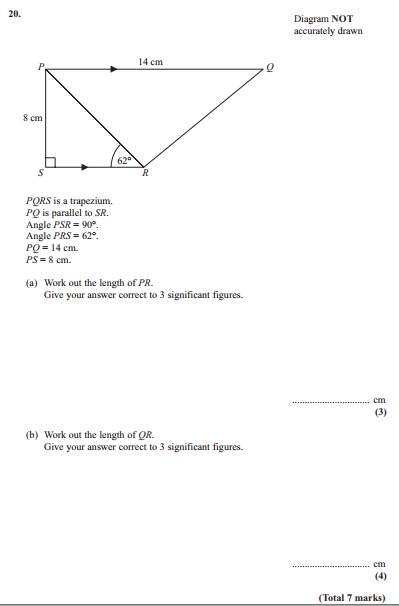 20.
Diagram NOT
accurately drawn
14 cm
P
Q
8 cm
62°
S
R
PQRS is a trapezium.
PQ is parallel to SR.
Angle PSR = 90°.
Angle PRS = 62°.
PQ = 14 cm.
PS = 8 cm.
(a) Work out the length of PR.
Give your answer correct to 3 significant figures.
................................ cm
(3)
(b) Work out the length of QR.
Give your answer correct to 3 significant figures.
................................ cm
(4)
(Total 7 marks)